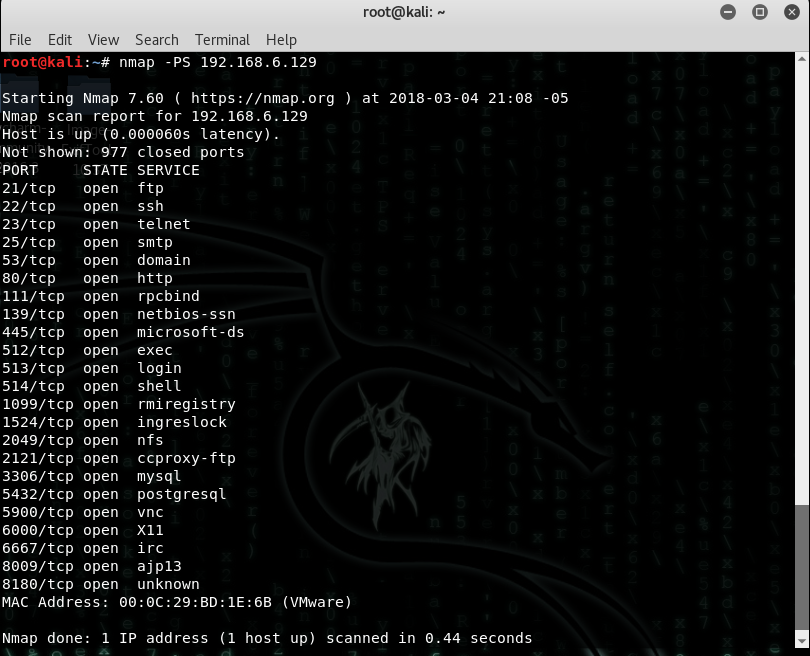 root@kali: ~
File Edit View Search Terminal Help
root@kali:~# nmap -PS 192.168.6.129
Starting Nmap 7.60 ( https://nmap.org ) at 2018-03-04 21:08 -05
Nmap scan report for 192.168.6.129
Host is up (0.000060s latency).
Not shown: 977 closed ports
PORT STATE SERVICE
21/tcp open ftp
22/tcp open ssh
23/tcp open telnet
25/tcp open smtp
53/tcp open domain
80/tcp open http
111/tcp open rpcbind
139/tcp open netbios-ssn
445/tcp open microsoft-ds
512/tcp open exec
513/tcp open login
514/tcp open shell
1099/tcp open rmiregistry
1524/tcp open ingreslock
2049/tcp open nfs
2121/tcp open ccproxy-ftp
3306/tcp open mysql
5432/tcp open postgresql
5900/tcp open vnc
6000/tcp open X11
6667/tcp open irc
8009/tcp open ajp13
8180/tcp open unknown
MAC Address: 00:0C:29:BD:1E:6B (VMware)
Nmap done: 1 IP address (1 host up) scanned in 0.44 seconds